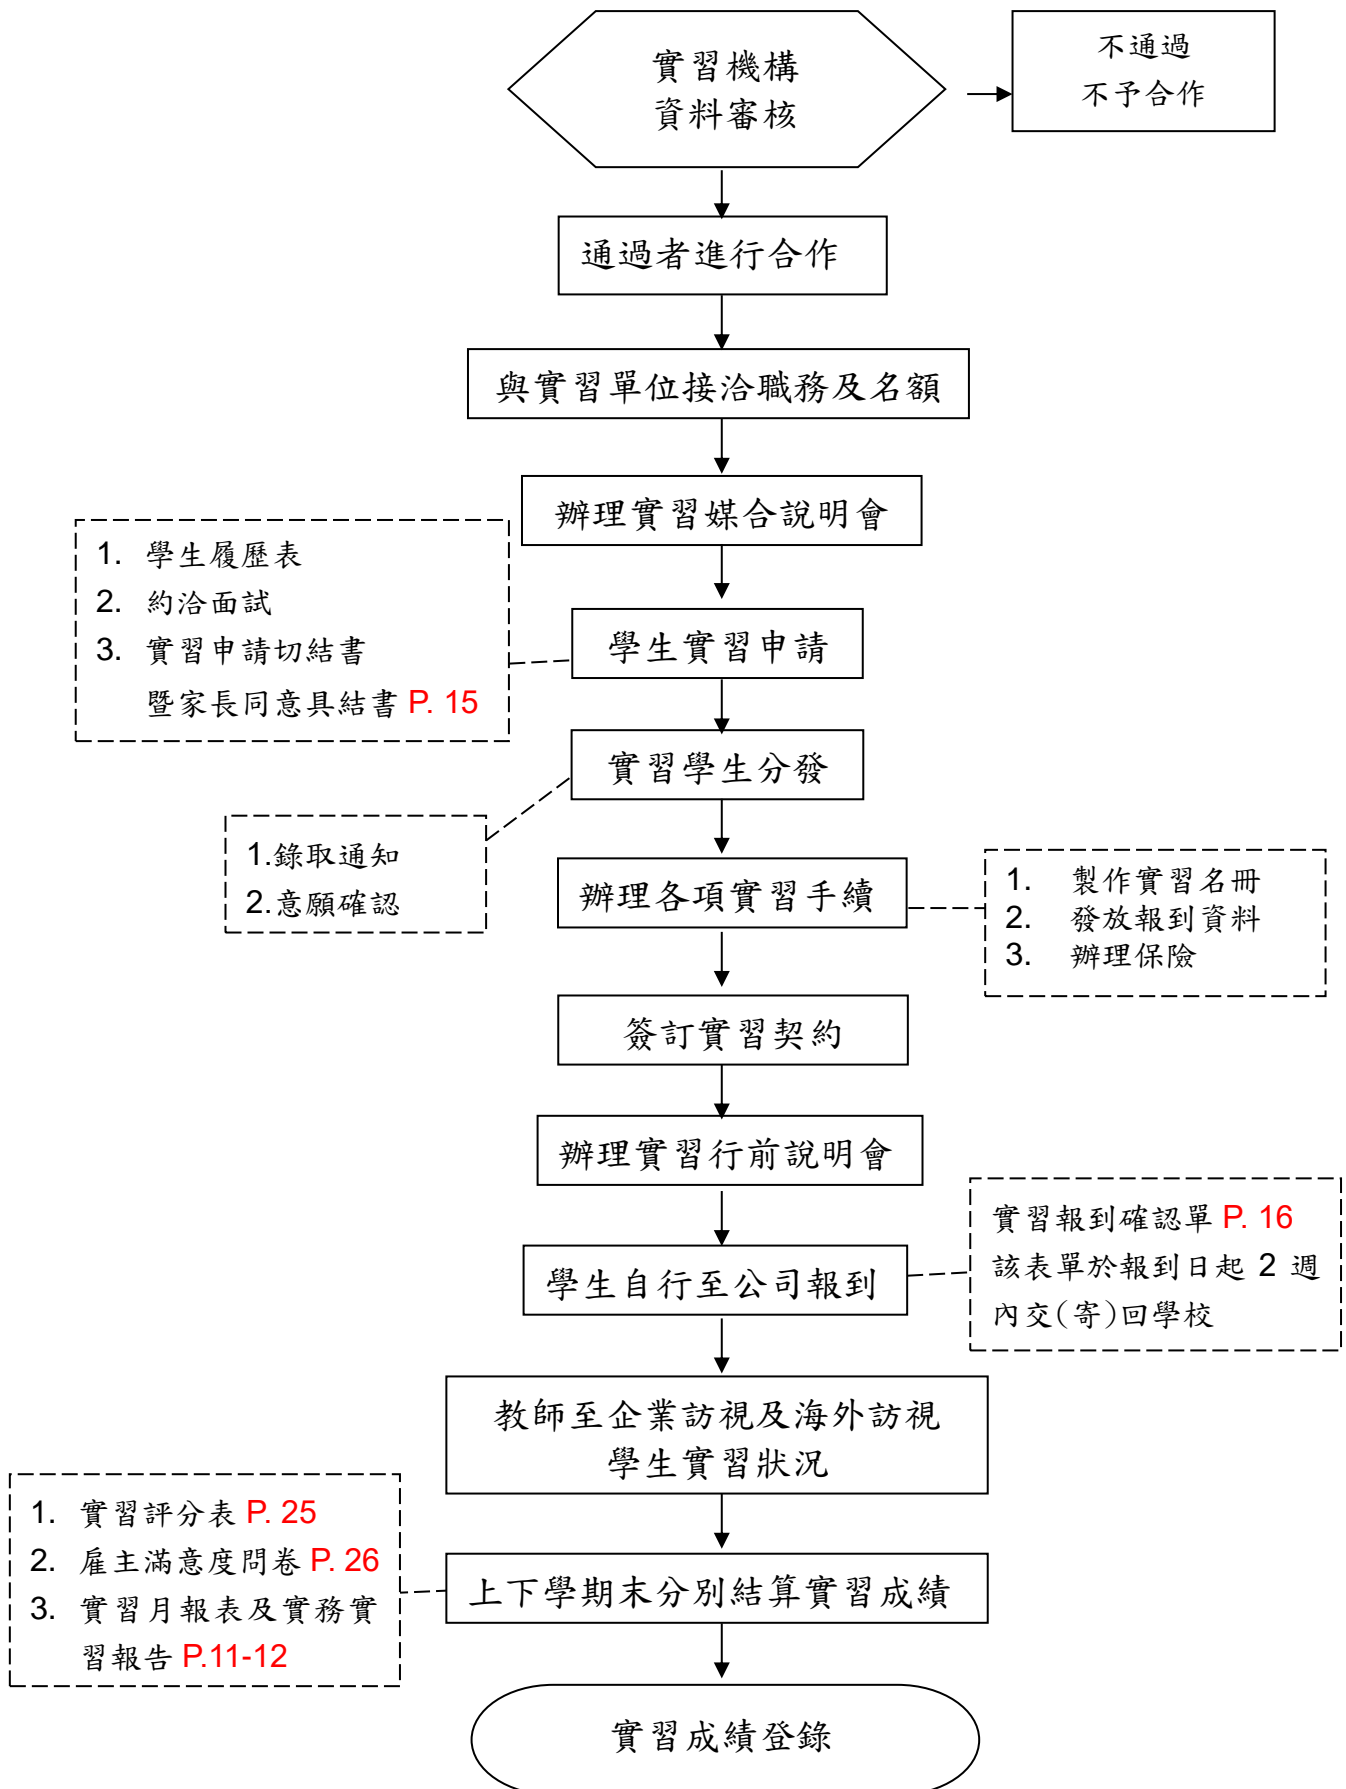 實習機構
資料審核
不通過
不予合作
通過者進行合作
與實習單位接洽職務及名額
辦理實習媒合說明會
1. 學生履歷表
2. 約洽面試
3. 實習申請切結書
暨家長同意具結書 P. 15
學生實習申請
實習學生分發
1.錄取通知
2.意願確認
辦理各項實習手續
1. 製作實習名冊
2. 發放報到資料
3. 辦理保險
簽訂實習契約
辦理實習行前說明會
實習報到確認單 P. 16
該表單於報到日起 2 週
內交(寄)回學校
學生自行至公司報到
教師至企業訪視及海外訪視
學生實習狀況
1. 實習評分表 P. 25
2. 雇主滿意度問卷 P. 26
3. 實習月報表及實務實
習報告 P.11-12
上下學期末分別結算實習成績
實習成績登錄